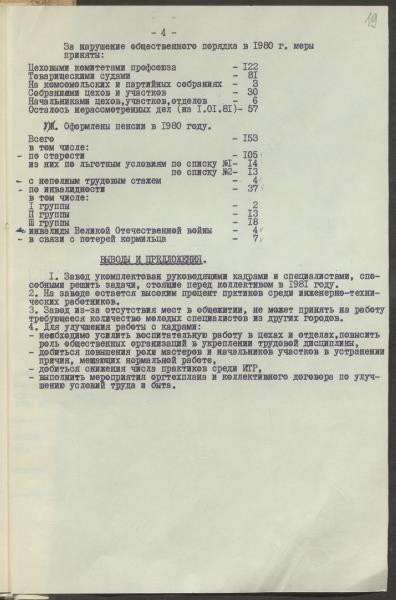 19
- 4 -
За нарушение общественного порядка в 1980 г. меры
приняты:
Цеховыми комитетами профсоюза - 122
Товарищескими судами - 81
На комсомольских и партийных собраниях - 3
Собраниями цехов и участков - 30
Начальниками цехов,участков,отделов - 6
Осталось нерассмотренных дел (на 1.01.81)- 57
Оформлены пенсии в 1980 году.
Всего - 153
в том числе:
- по старости - 105
из них по льготным условиям по списку №1- 14
по списку №2- 13
- с неполным трудовым стажем - 4
- по инвалидности - 37
в том числе:
I группы - 2
П группы - 13
Ш группы - 18
- инвалиды Великой Отечественной войны - 4
- в связи с потерей кормильца - 7
ВЫВОДЫ И ПРЕДЛОЖЕНИЯ.
1. Завод укомплектован руководящими кадрами и специалистами, спо-
собными решить задачи, стоящие перед коллективом в 1981 году.
2. На заводе остается высоким процент прктиков среди инженерно-техни-
ческих работников.
3. Завод из-за отсутствия мест в общежитии, не может принять на работу
требующееся количество молодых специалистов из других городов.
4. Для улучшения работы с кадрами:
- необходимо усилить воспитательную работу в цехах и отделах,повысить
роль общественных организаций в укреплении трудовой дисциплины,
- добиться повышения роли мастеров и начальников участков в устранении
причин, мешающих нормальной работе,
- добиться снижения числа практиков среди ИТР,
- выполнить мероприятия оргтехплана и коллективного договора по улуч-
шению условий труда и быта.